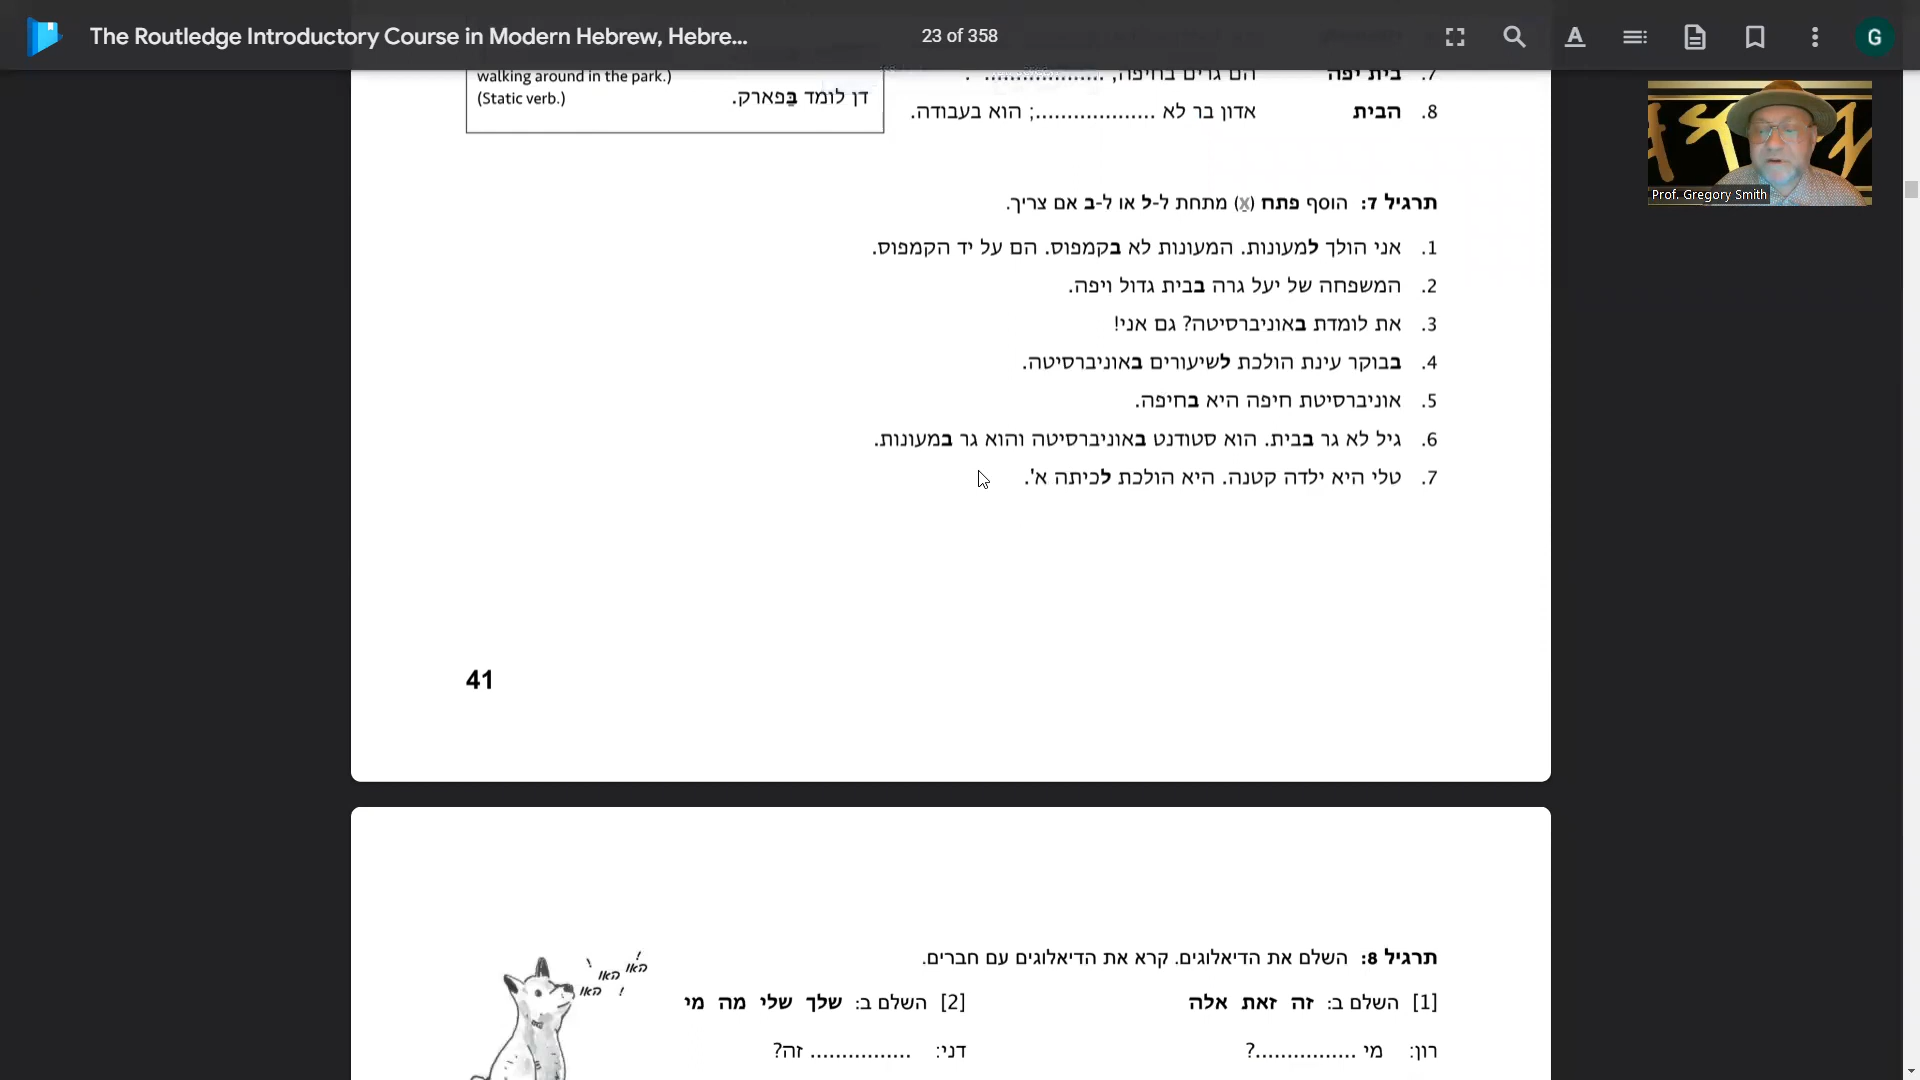 The Routledge Introductory Course in Modern Hebrew, Hebre...
23 of 358
G
Prof. Gregory Smith
walking around in the park.)
(Static verb.)
דן לומד בַּפארק.
7. בית יפה הם גרים בחיפה, .................. .
8. הבית אדון בר לא ..................; הוא בעבודה.
תרגיל 7: הוסף פתח (xַ) מתחת ל-ל או ל-ב אם צריך.
1. אני הולך למעונות. המעונות לא בקמפוס. הם על יד הקמפוס.
2. המשפחה של יעל גרה בבית גדול ויפה.
3. את לומדת באוניברסיטה? גם אני!
4. בבוקר עינת הולכת לשיעורים באוניברסיטה.
5. אוניברסיטת חיפה היא בחיפה.
6. גיל לא גר בבית. הוא סטודנט באוניברסיטה והוא גר במעונות.
7. טלי היא ילדה קטנה. היא הולכת לכיתה א'.
41
תרגיל 8: השלם את הדיאלוגים. קרא את הדיאלוגים עם חברים.
[1] השלם ב: זה זאת אלה
רון: מי ................?
[2] השלם ב: שלך שלי מה מי
דני: ................ זה?
האו האו !
האו !